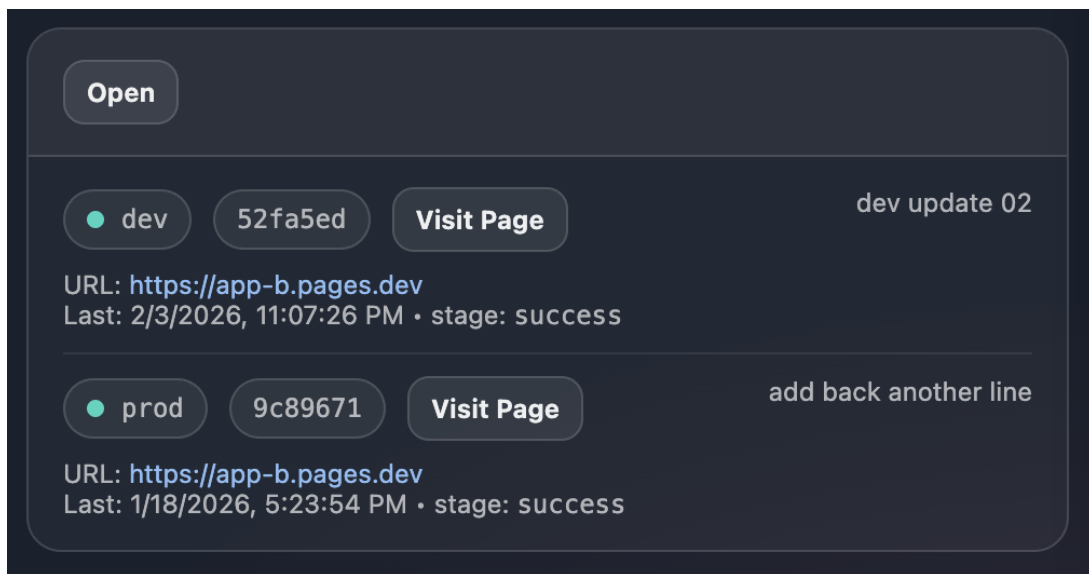 Open
dev 52fa5ed Visit Page dev update 02
URL: https://app-b.pages.dev
Last: 2/3/2026, 11:07:26 PM • stage: success
prod 9c89671 Visit Page add back another line
URL: https://app-b.pages.dev
Last: 1/18/2026, 5:23:54 PM • stage: success